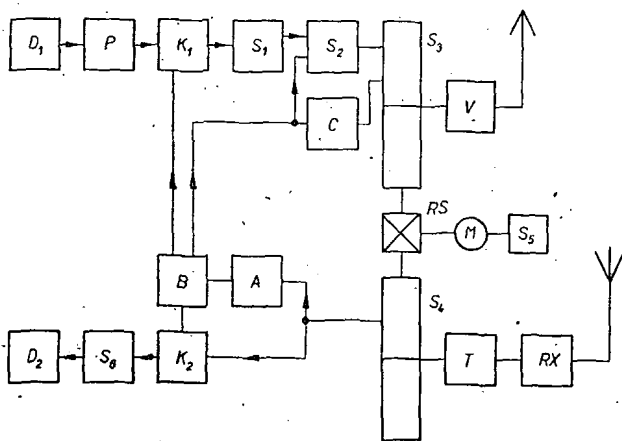 D₁ P K₁ S₁ S₂ S₃
C V
RS M S₅
B A S₄
D₂ S₆ K₂ T RX